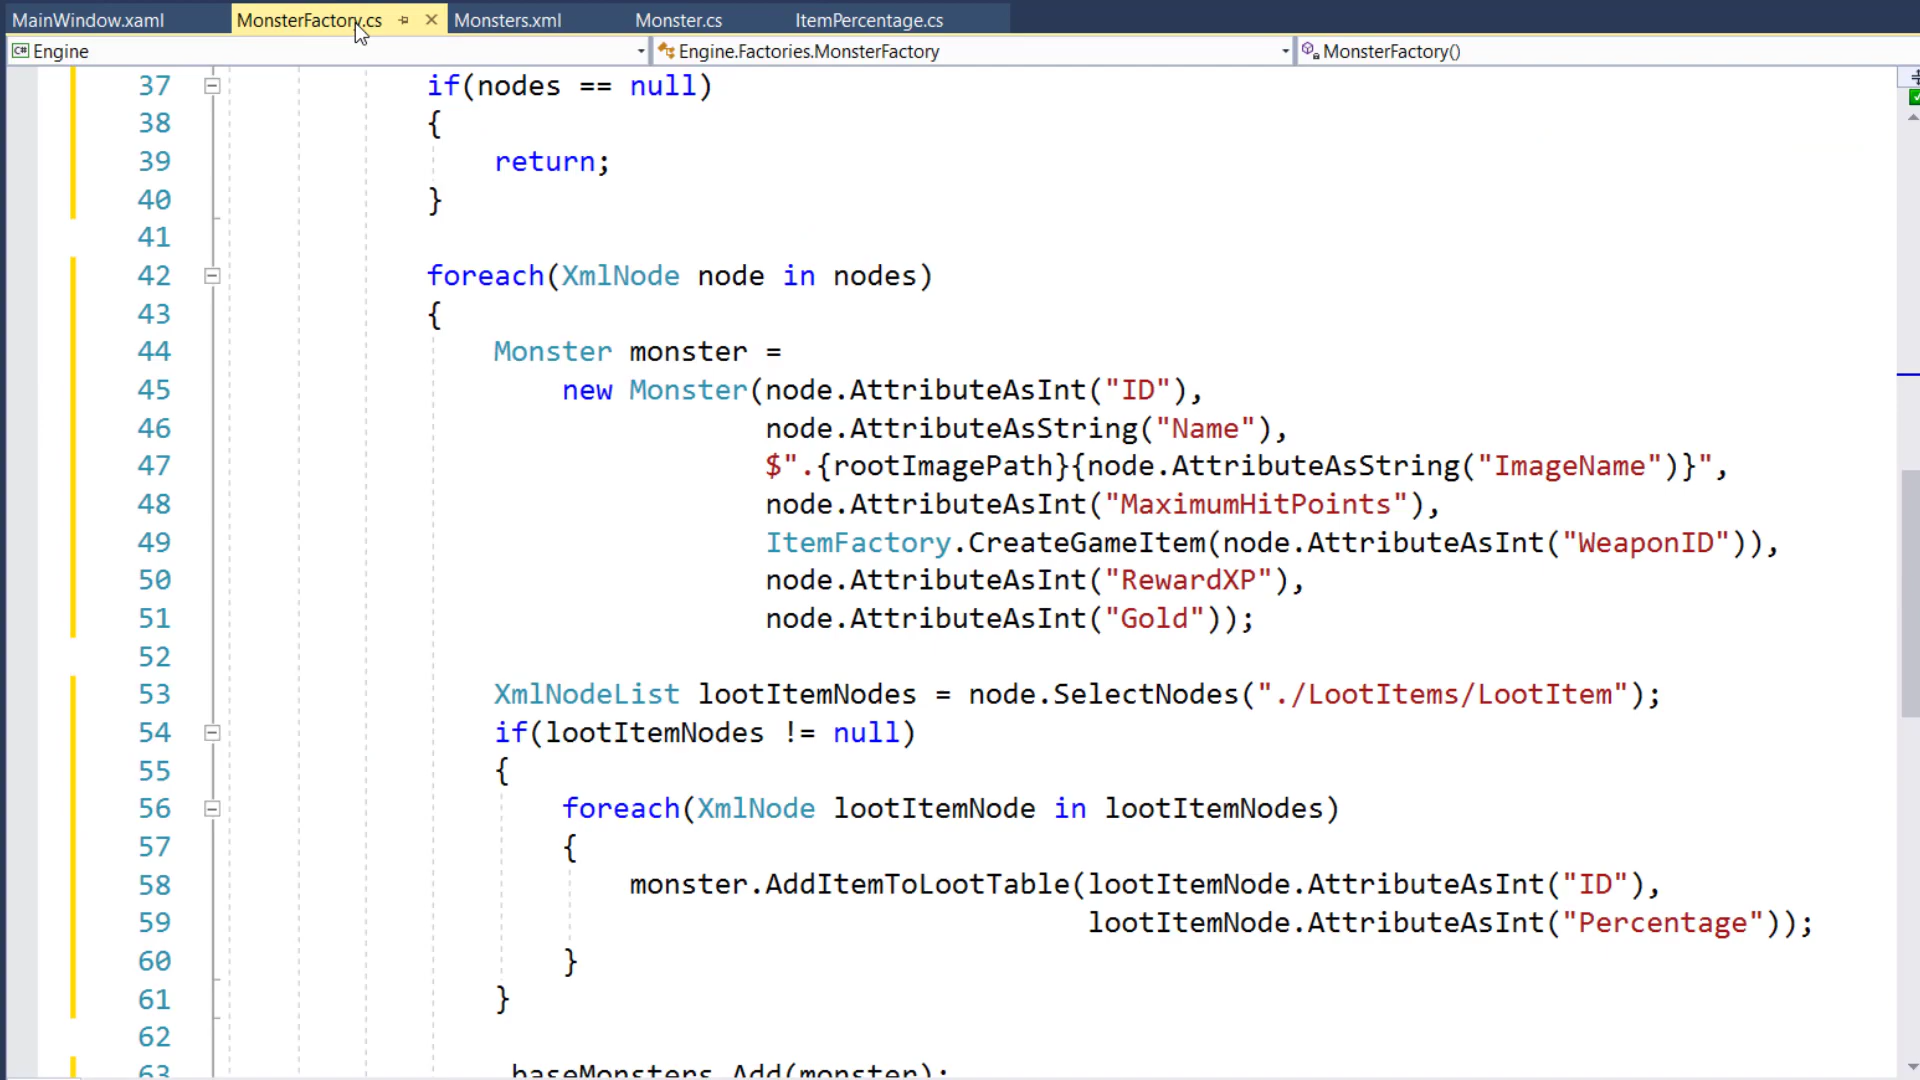 MainWindow.xaml MonsterFactory.cs Monsters.xml Monster.cs ItemPercentage.cs
C# Engine Engine.Factories.MonsterFactory MonsterFactory()
37 if(nodes == null)
38 {
39 return;
40 }
41
42 foreach(XmlNode node in nodes)
43 {
44 Monster monster =
45 new Monster(node.AttributeAsInt("ID"),
46 node.AttributeAsString("Name"),
47 $".{rootImagePath}{node.AttributeAsString("ImageName")}",
48 node.AttributeAsInt("MaximumHitPoints"),
49 ItemFactory.CreateGameItem(node.AttributeAsInt("WeaponID")),
50 node.AttributeAsInt("RewardXP"),
51 node.AttributeAsInt("Gold"));
52
53 XmlNodeList lootItemNodes = node.SelectNodes("./LootItems/LootItem");
54 if(lootItemNodes != null)
55 {
56 foreach(XmlNode lootItemNode in lootItemNodes)
57 {
58 monster.AddItemToLootTable(lootItemNode.AttributeAsInt("ID"),
59 lootItemNode.AttributeAsInt("Percentage"));
60 }
61 }
62
63 baseMonsters.Add(monster);